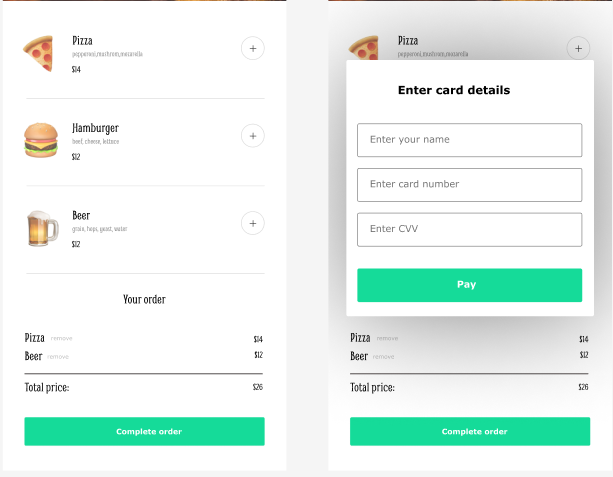 Pizza
pepperoni,mushrom,mozarella
$14
Hamburger
beef, cheese, lettuce
$12
Beer
grain, hops, yeast, water
$12
Your order
Pizza remove $14
Beer remove $12
Total price: $26
Complete order
Pizza
pepperoni,mushrom,mozarella
Enter card details
Enter your name
Enter card number
Enter CVV
Pay
Pizza remove $14
Beer remove $12
Total price: $26
Complete order